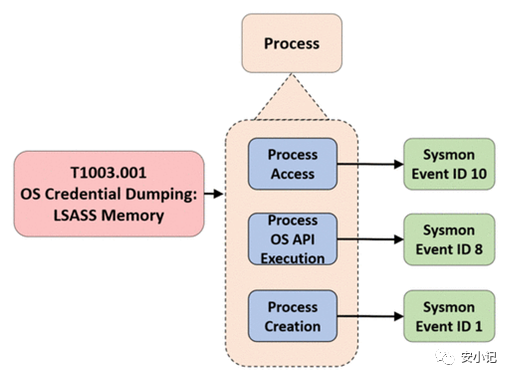 Process
T1003.001
OS Credential Dumping:
LSASS Memory
Process
Access
Sysmon
Event ID 10
Process
OS API
Execution
Sysmon
Event ID 8
Process
Creation
Sysmon
Event ID 1
安小记